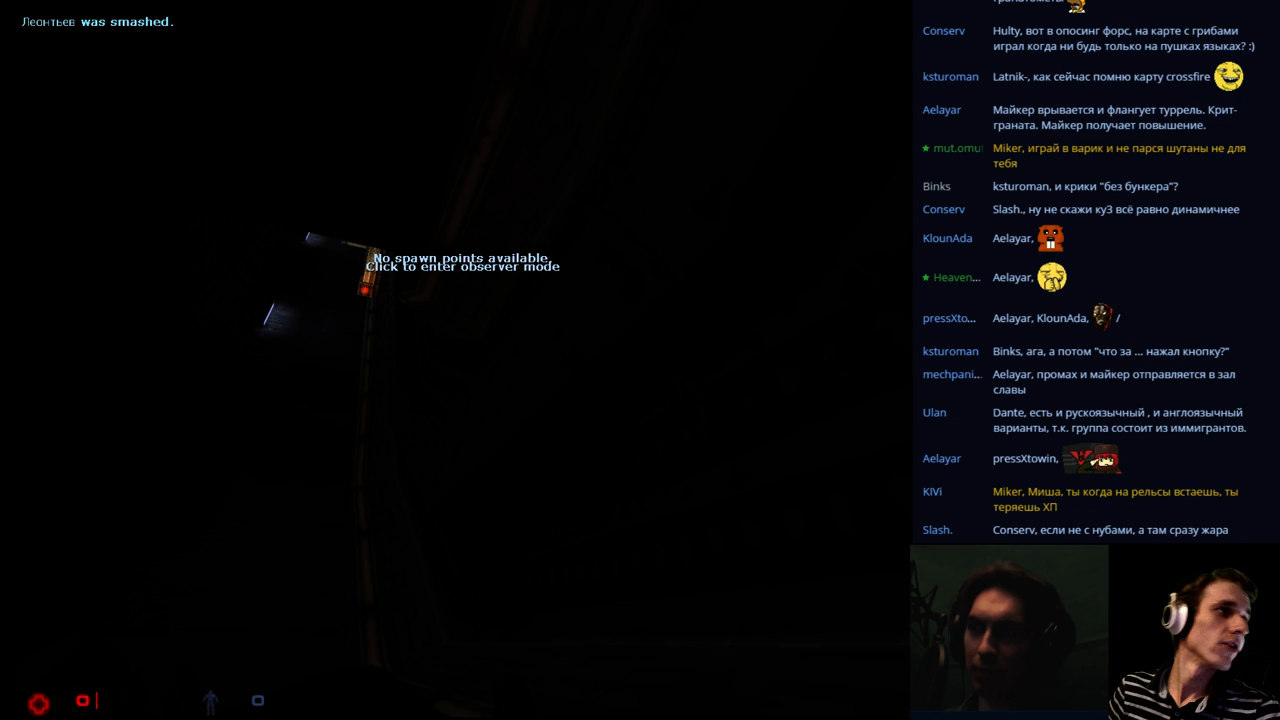 Леонтьев was smashed.
No spawn points available.
Click to enter observer mode
0
0
Conserv Hulty, вот в опосинг форс, на карте с грибами
играл когда ни будь только на пушках языках? :)
ksturoman Latnik-, как сейчас помню карту crossfire
Aelayar Майкер врывается и флангует туррель. Крит-
граната. Майкер получает повышение.
mut.omut Miker, играй в варик и не парся шутаны не для
тебя
Binks ksturoman, и крики "без бункера"?
Conserv Slash., ну не скажи ку3 всё равно динамичнее
KlounAda Aelayar,
Heaven... Aelayar,
pressXto... Aelayar, KlounAda, /
ksturoman Binks, ага, а потом "что за ... нажал кнопку?"
mechpani... Aelayar, промах и майкер отправляется в зал
славы
Ulan Dante, есть и рускоязычный , и англоязычный
варианты, т.к. группа состоит из иммигрантов.
Aelayar pressXtowin,
KIVi Miker, Миша, ты когда на рельсы встаешь, ты
теряешь ХП
Slash. Conserv, если не с нубами, а там сразу жара